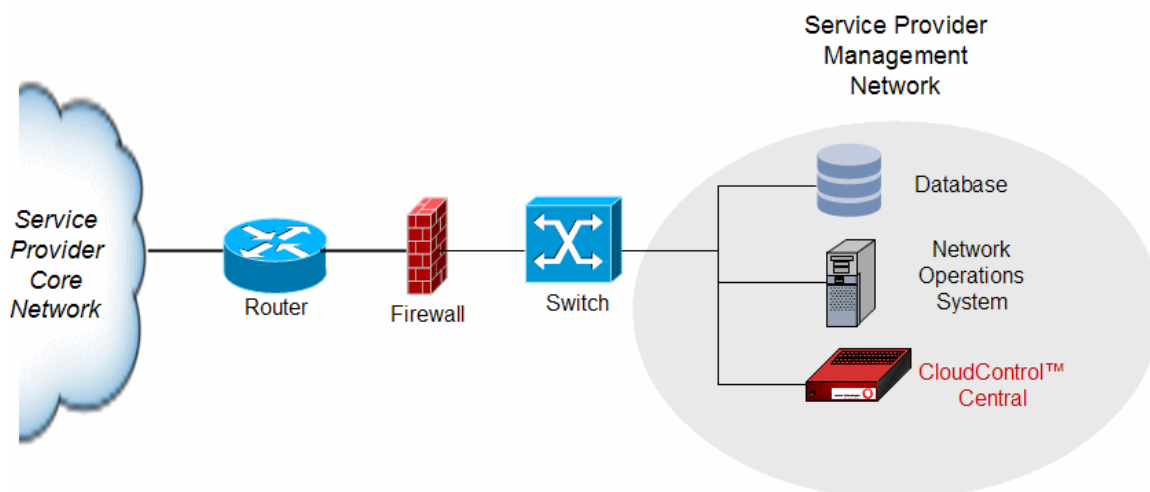 Service Provider
Management
Network
Service
Provider
Core
Network
Router
Firewall
Switch
Database
Network
Operations
System
CloudControl™
Central